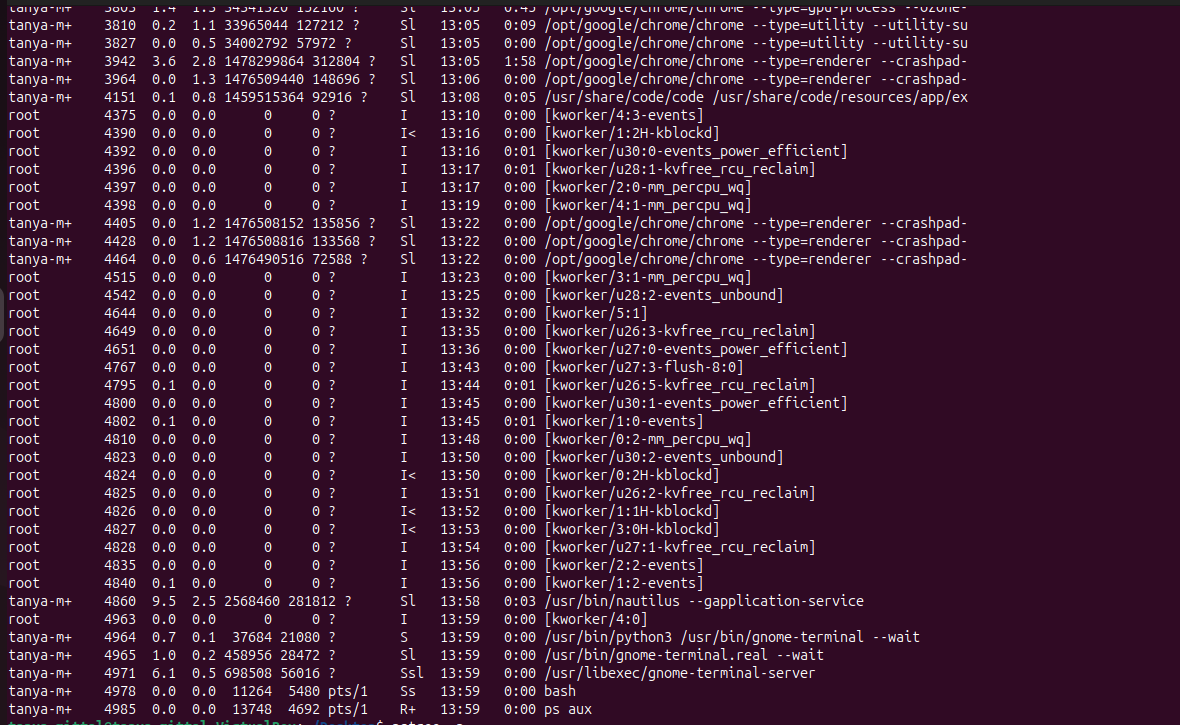 tanya-m+ 3803 1.4 1.3 34341320 152100 ? Sl 13:05 0:45 /opt/google/chrome/chrome --type=gpu-process --ozone-
tanya-m+ 3810 0.2 1.1 33965044 127212 ? Sl 13:05 0:09 /opt/google/chrome/chrome --type=utility --utility-su
tanya-m+ 3827 0.0 0.5 34002792 57972 ? Sl 13:05 0:00 /opt/google/chrome/chrome --type=utility --utility-su
tanya-m+ 3942 3.6 2.8 1478299864 312804 ? Sl 13:05 1:58 /opt/google/chrome/chrome --type=renderer --crashpad-
tanya-m+ 3964 0.0 1.3 1476509440 148696 ? Sl 13:06 0:00 /opt/google/chrome/chrome --type=renderer --crashpad-
tanya-m+ 4151 0.1 0.8 1459515364 92916 ? Sl 13:08 0:05 /usr/share/code/code /usr/share/code/resources/app/ex
root 4375 0.0 0.0 0 0 ? I 13:10 0:00 [kworker/4:3-events]
root 4390 0.0 0.0 0 0 ? I< 13:16 0:00 [kworker/1:2H-kblockd]
root 4392 0.0 0.0 0 0 ? I 13:16 0:01 [kworker/u30:0-events_power_efficient]
root 4396 0.0 0.0 0 0 ? I 13:17 0:01 [kworker/u28:1-kvfree_rcu_reclaim]
root 4397 0.0 0.0 0 0 ? I 13:17 0:00 [kworker/2:0-mm_percpu_wq]
root 4398 0.0 0.0 0 0 ? I 13:19 0:00 [kworker/4:1-mm_percpu_wq]
tanya-m+ 4405 0.0 1.2 1476508152 135856 ? Sl 13:22 0:00 /opt/google/chrome/chrome --type=renderer --crashpad-
tanya-m+ 4428 0.0 1.2 1476508816 133568 ? Sl 13:22 0:00 /opt/google/chrome/chrome --type=renderer --crashpad-
tanya-m+ 4464 0.0 0.6 1476490516 72588 ? Sl 13:22 0:00 /opt/google/chrome/chrome --type=renderer --crashpad-
root 4515 0.0 0.0 0 0 ? I 13:23 0:00 [kworker/3:1-mm_percpu_wq]
root 4542 0.0 0.0 0 0 ? I 13:25 0:00 [kworker/u28:2-events_unbound]
root 4644 0.0 0.0 0 0 ? I 13:32 0:00 [kworker/5:1]
root 4649 0.0 0.0 0 0 ? I 13:35 0:00 [kworker/u26:3-kvfree_rcu_reclaim]
root 4651 0.0 0.0 0 0 ? I 13:36 0:00 [kworker/u27:0-events_power_efficient]
root 4767 0.0 0.0 0 0 ? I 13:43 0:00 [kworker/u27:3-flush-8:0]
root 4795 0.1 0.0 0 0 ? I 13:44 0:01 [kworker/u26:5-kvfree_rcu_reclaim]
root 4800 0.0 0.0 0 0 ? I 13:45 0:00 [kworker/u30:1-events_power_efficient]
root 4802 0.1 0.0 0 0 ? I 13:45 0:01 [kworker/1:0-events]
root 4810 0.0 0.0 0 0 ? I 13:48 0:00 [kworker/0:2-mm_percpu_wq]
root 4823 0.0 0.0 0 0 ? I 13:50 0:00 [kworker/u30:2-events_unbound]
root 4824 0.0 0.0 0 0 ? I< 13:50 0:00 [kworker/0:2H-kblockd]
root 4825 0.0 0.0 0 0 ? I 13:51 0:00 [kworker/u26:2-kvfree_rcu_reclaim]
root 4826 0.0 0.0 0 0 ? I< 13:52 0:00 [kworker/1:1H-kblockd]
root 4827 0.0 0.0 0 0 ? I< 13:53 0:00 [kworker/3:0H-kblockd]
root 4828 0.0 0.0 0 0 ? I 13:54 0:00 [kworker/u27:1-kvfree_rcu_reclaim]
root 4835 0.0 0.0 0 0 ? I 13:56 0:00 [kworker/2:2-events]
root 4840 0.1 0.0 0 0 ? I 13:56 0:00 [kworker/1:2-events]
tanya-m+ 4860 9.5 2.5 2568460 281812 ? Sl 13:58 0:03 /usr/bin/nautilus --gapplication-service
root 4963 0.0 0.0 0 0 ? I 13:59 0:00 [kworker/4:0]
tanya-m+ 4964 0.7 0.1 37684 21080 ? S 13:59 0:00 /usr/bin/python3 /usr/bin/gnome-terminal --wait
tanya-m+ 4965 1.0 0.2 458956 28472 ? Sl 13:59 0:00 /usr/bin/gnome-terminal.real --wait
tanya-m+ 4971 6.1 0.5 698508 56016 ? Ssl 13:59 0:00 /usr/libexec/gnome-terminal-server
tanya-m+ 4978 0.0 0.0 11264 5480 pts/1 Ss 13:59 0:00 bash
tanya-m+ 4985 0.0 0.0 13748 4692 pts/1 R+ 13:59 0:00 ps aux